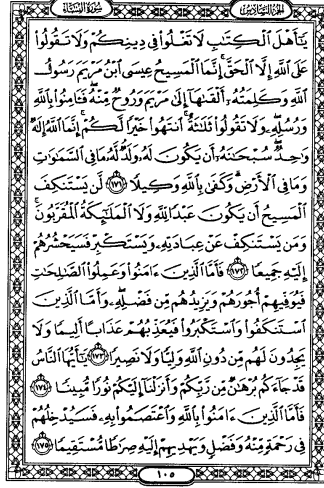 الجزء السادس
سورة النساء
يَٰٓأَهْلَ ٱلْكِتَٰبِ لَا تَغْلُوا۟ فِى دِينِكُمْ وَلَا تَقُولُوا۟
عَلَى ٱللَّهِ إِلَّا ٱلْحَقَّ ۚ إِنَّمَا ٱلْمَسِيحُ عِيسَى ٱبْنُ مَرْيَمَ رَسُولُ
ٱللَّهِ وَكَلِمَتُهُۥٓ أَلْقَىٰهَآ إِلَىٰ مَرْيَمَ وَرُوحٌ مِّنْهُ ۖ فَـَٔامِنُوا۟ بِٱللَّهِ
وَرُسُلِهِۦ ۖ وَلَا تَقُولُوا۟ ثَلَٰثَةٌ ۚ ٱنتَهُوا۟ خَيْرًا لَّكُمْ ۚ إِنَّمَا ٱللَّهُ إِلَٰهٌ
وَٰحِدٌ ۖ سُبْحَٰنَهُۥٓ أَن يَكُونَ لَهُۥ وَلَدٌ ۘ لَّهُۥ مَا فِى ٱلسَّمَٰوَٰتِ
وَمَا فِى ٱلْأَرْضِ ۗ وَكَفَىٰ بِٱللَّهِ وَكِيلًا ١٧١ لَّن يَسْتَنكِفَ
ٱلْمَسِيحُ أَن يَكُونَ عَبْدًا لِّلَّهِ وَلَا ٱلْمَلَٰٓئِكَةُ ٱلْمُقَرَّبُونَ ۚ
وَمَن يَسْتَنكِفْ عَنْ عِبَادَتِهِۦ وَيَسْتَكْبِرْ فَسَيَحْشُرُهُمْ
إِلَيْهِ جَمِيعًا ١٧٢ فَأَمَّا ٱلَّذِينَ ءَامَنُوا۟ وَعَمِلُوا۟ ٱلصَّٰلِحَٰتِ
فَيُوَفِّيهِمْ أُجُورَهُمْ وَيَزِيدُهُم مِّن فَضْلِهِۦ ۖ وَأَمَّا ٱلَّذِينَ
ٱسْتَنكَفُوا۟ وَٱسْتَكْبَرُوا۟ فَيُعَذِّبُهُمْ عَذَابًا أَلِيمًا وَلَا
يَجِدُونَ لَهُم مِّن دُونِ ٱللَّهِ وَلِيًّا وَلَا نَصِيرًا ١٧٣ يَٰٓأَيُّهَا ٱلنَّاسُ
قَدْ جَآءَكُم بُرْهَٰنٌ مِّن رَّبِّكُمْ وَأَنزَلْنَآ إِلَيْكُمْ نُورًا مُّبِينًا ١٧٤
فَأَمَّا ٱلَّذِينَ ءَامَنُوا۟ بِٱللَّهِ وَٱعْتَصَمُوا۟ بِهِۦ فَسَيُدْخِلُهُمْ
فِى رَحْمَةٍ مِّنْهُ وَفَضْلٍ وَيَهْدِيهِمْ إِلَيْهِ صِرَٰطًا مُّسْتَقِيمًا ١٧٥
١٠٥